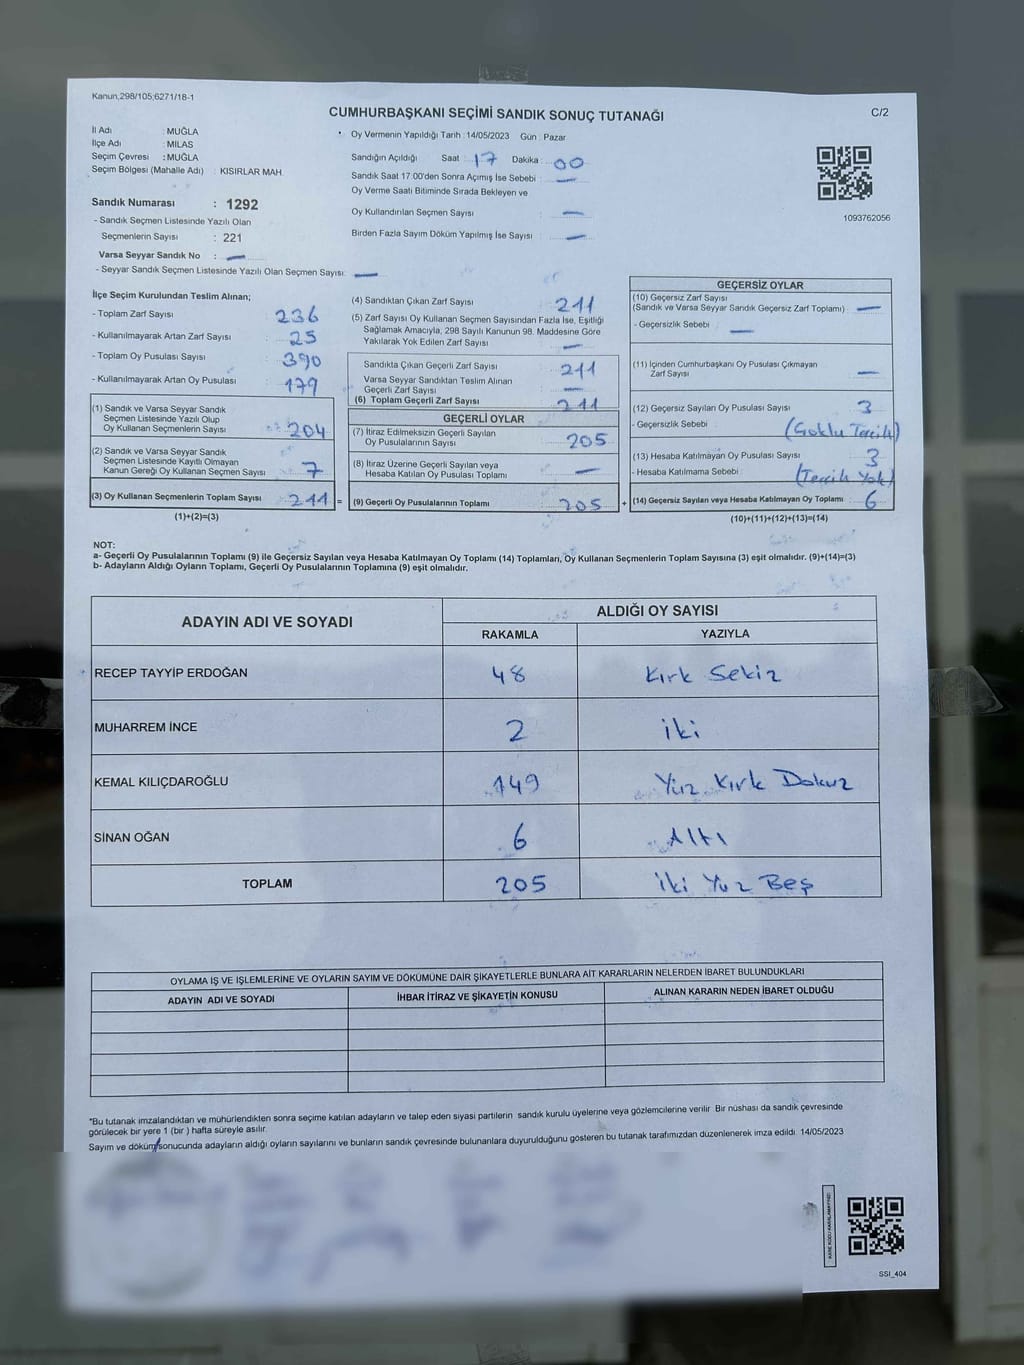 Kanun,298/105;6271/18-1
CUMHURBAŞKANI SEÇİMİ SANDIK SONUÇ TUTANAĞI
C/2
İl Adı : MUĞLA
İlçe Adı : MİLAS
Seçim Çevresi : MUĞLA
Seçim Bölgesi (Mahalle Adı) : KISIRLAR MAH.
Sandık Numarası : 1292
- Sandık Seçmen Listesinde Yazılı Olan
Seçmenlerin Sayısı : 221
Varsa Seyyar Sandık No : —
- Seyyar Sandık Seçmen Listesinde Yazılı Olan Seçmen Sayısı: —
Oy Vermenin Yapıldığı Tarih : 14/05/2023 Gün : Pazar
Sandığın Açıldığı Saat : 17 Dakika : 00
Sandık Saat 17.00'den Sonra Açımış İse Sebebi : —
Oy Verme Saati Bitiminde Sırada Bekleyen ve
Oy Kullandırılan Seçmen Sayısı : —
Birden Fazla Sayım Döküm Yapılmış İse Sayısı : —
1093762056
İlçe Seçim Kurulundan Teslim Alınan;
- Toplam Zarf Sayısı : 236
- Kullanılmayarak Artan Zarf Sayısı : 25
- Toplam Oy Pusulası Sayısı : 390
- Kullanılmayarak Artan Oy Pusulası : 179
(1) Sandık ve Varsa Seyyar Sandık
Seçmen Listesinde Yazılı Olup
Oy Kullanan Seçmenlerin Sayısı : 204
(2) Sandık ve Varsa Seyyar Sandık
Seçmen Listesinde Kayıtlı Olmayan
Kanun Gereği Oy Kullanan Seçmen Sayısı : 7
(3) Oy Kullanan Seçmenlerin Toplam Sayısı : 211 =
(1)+(2)=(3)
(4) Sandıktan Çıkan Zarf Sayısı : 211
(5) Zarf Sayısı Oy Kullanan Seçmen Sayısından Fazla İse, Eşitliği
Sağlamak Amacıyla, 298 Sayılı Kanunun 98. Maddesine Göre
Yakılarak Yok Edilen Zarf Sayısı : —
Sandıkta Çıkan Geçerli Zarf Sayısı : 211
Varsa Seyyar Sandıktan Teslim Alınan
Geçerli Zarf Sayısı : —
(6) Toplam Geçerli Zarf Sayısı : 211
GEÇERLİ OYLAR
(7) İtiraz Edilmeksizin Geçerli Sayılan
Oy Pusulalarının Sayısı : 205
(8) İtiraz Üzerine Geçerli Sayılan veya
Hesaba Katılan Oy Pusulası Toplamı : —
(9) Geçerli Oy Pusulalarının Toplamı : 205 +
GEÇERSİZ OYLAR
(10) Geçersiz Zarf Sayısı
(Sandık ve Varsa Seyyar Sandık Geçersiz Zarf Toplamı) : —
- Geçersizlik Sebebi : —
(11) İçinden Cumhurbaşkanı Oy Pusulası Çıkmayan
Zarf Sayısı : —
(12) Geçersiz Sayılan Oy Pusulası Sayısı : 3
- Geçersizlik Sebebi : (Çoklu Tercih)
(13) Hesaba Katılmayan Oy Pusulası Sayısı : 3
- Hesaba Katılmama Sebebi : (Tercih Yok)
(14) Geçersiz Sayılan veya Hesaba Katılmayan Oy Toplamı : 6
(10)+(11)+(12)+(13)=(14)
NOT:
a- Geçerli Oy Pusulalarının Toplamı (9) ile Geçersiz Sayılan veya Hesaba Katılmayan Oy Toplamı (14) Toplamları, Oy Kullanan Seçmenlerin Toplam Sayısına (3) eşit olmalıdır. (9)+(14)=(3)
b- Adayların Aldığı Oyların Toplamı, Geçerli Oy Pusulalarının Toplamına (9) eşit olmalıdır.
ADAYIN ADI VE SOYADI ALDIĞI OY SAYISI
RAKAMLA YAZIYLA
RECEP TAYYİP ERDOĞAN 48 Kırk Sekiz
MUHARREM İNCE 2 iki
KEMAL KILIÇDAROĞLU 149 Yüz Kırk Dokuz
SİNAN OĞAN 6 Altı
TOPLAM 205 iki Yuz Beş
OYLAMA İŞ VE İŞLEMLERİNE VE OYLARIN SAYIM VE DÖKÜMÜNE DAİR ŞİKAYETLERLE BUNLARA AİT KARARLARIN NELERDEN İBARET BULUNDUKLARI
ADAYIN ADI VE SOYADI İHBAR İTİRAZ VE ŞİKAYETİN KONUSU ALINAN KARARIN NEDEN İBARET OLDUĞU
*Bu tutanak imzalandıktan ve mühürlendikten sonra seçime katılan adayların ve talep eden siyasi partilerin sandık kurulu üyelerine veya gözlemcilerine verilir. Bir nüshası da sandık çevresinde
görülecek bir yere 1 (bir ) hafta süreyle asılır.
Sayım ve döküm sonucunda adayların aldığı oyların sayılarını ve bunların sandık çevresinde bulunanlara duyurulduğunu gösteren bu tutanak tarafımızdan düzenlenerek imza edildi. 14/05/2023
KARE KODU KARALAMAYINIZ!
SSI_404